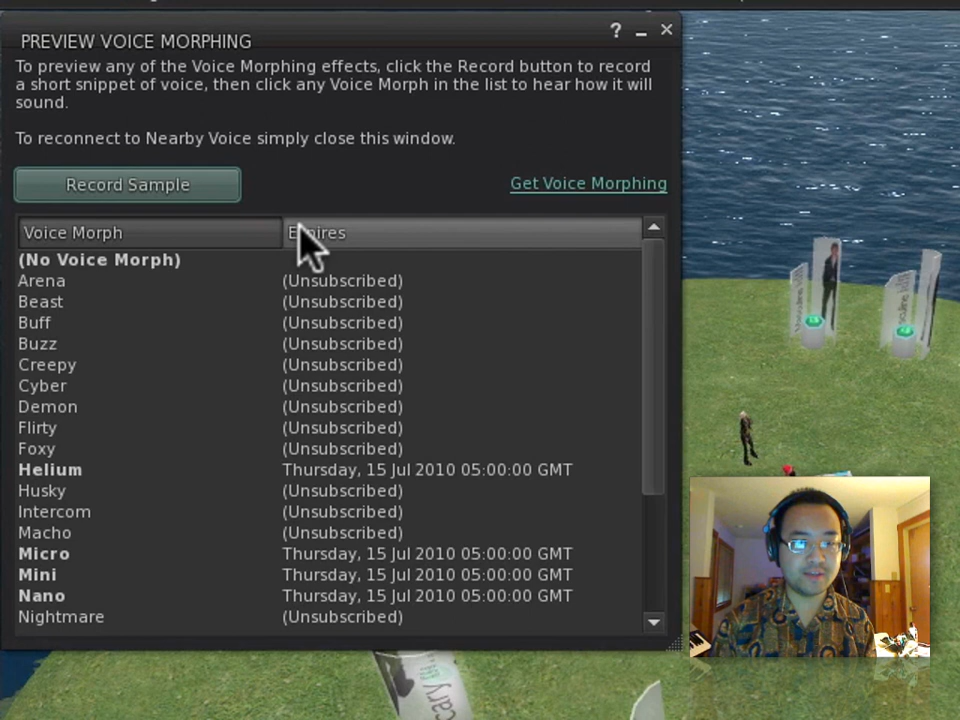 ?
PREVIEW VOICE MORPHING
To preview any of the Voice Morphing effects, click the Record button to record
a short snippet of voice, then click any Voice Morph in the list to hear how it will
sound.
To reconnect to Nearby Voice simply close this window.
Record Sample Get Voice Morphing
Voice Morph Expires
(No Voice Morph)
Arena (Unsubscribed)
Beast (Unsubscribed)
Buff (Unsubscribed)
Buzz (Unsubscribed)
Creepy (Unsubscribed)
Cyber (Unsubscribed)
Demon (Unsubscribed)
Flirty (Unsubscribed)
Foxy (Unsubscribed)
Helium Thursday, 15 Jul 2010 05:00:00 GMT
Husky (Unsubscribed)
Intercom (Unsubscribed)
Macho (Unsubscribed)
Micro Thursday, 15 Jul 2010 05:00:00 GMT
Mini Thursday, 15 Jul 2010 05:00:00 GMT
Nano Thursday, 15 Jul 2010 05:00:00 GMT
Nightmare (Unsubscribed)